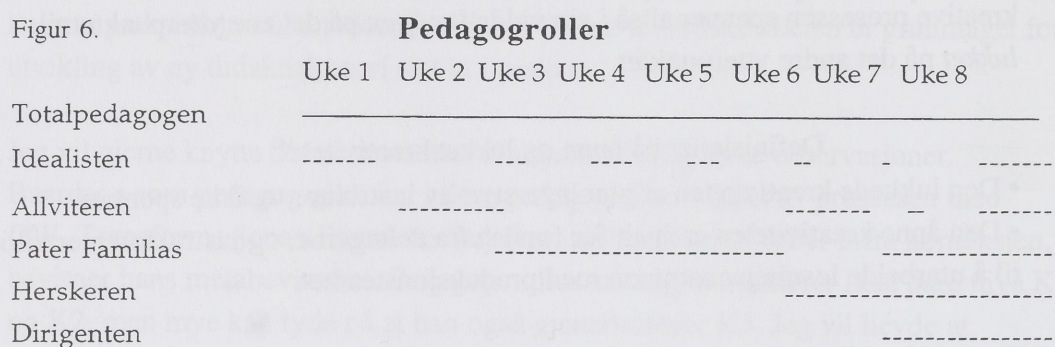 Figur 6. Pedagogroller
Uke 1 Uke 2 Uke 3 Uke 4 Uke 5 Uke 6 Uke 7 Uke 8
Totalpedagogen
Idealisten
Allviteren
Pater Familias
Herskeren
Dirigenten